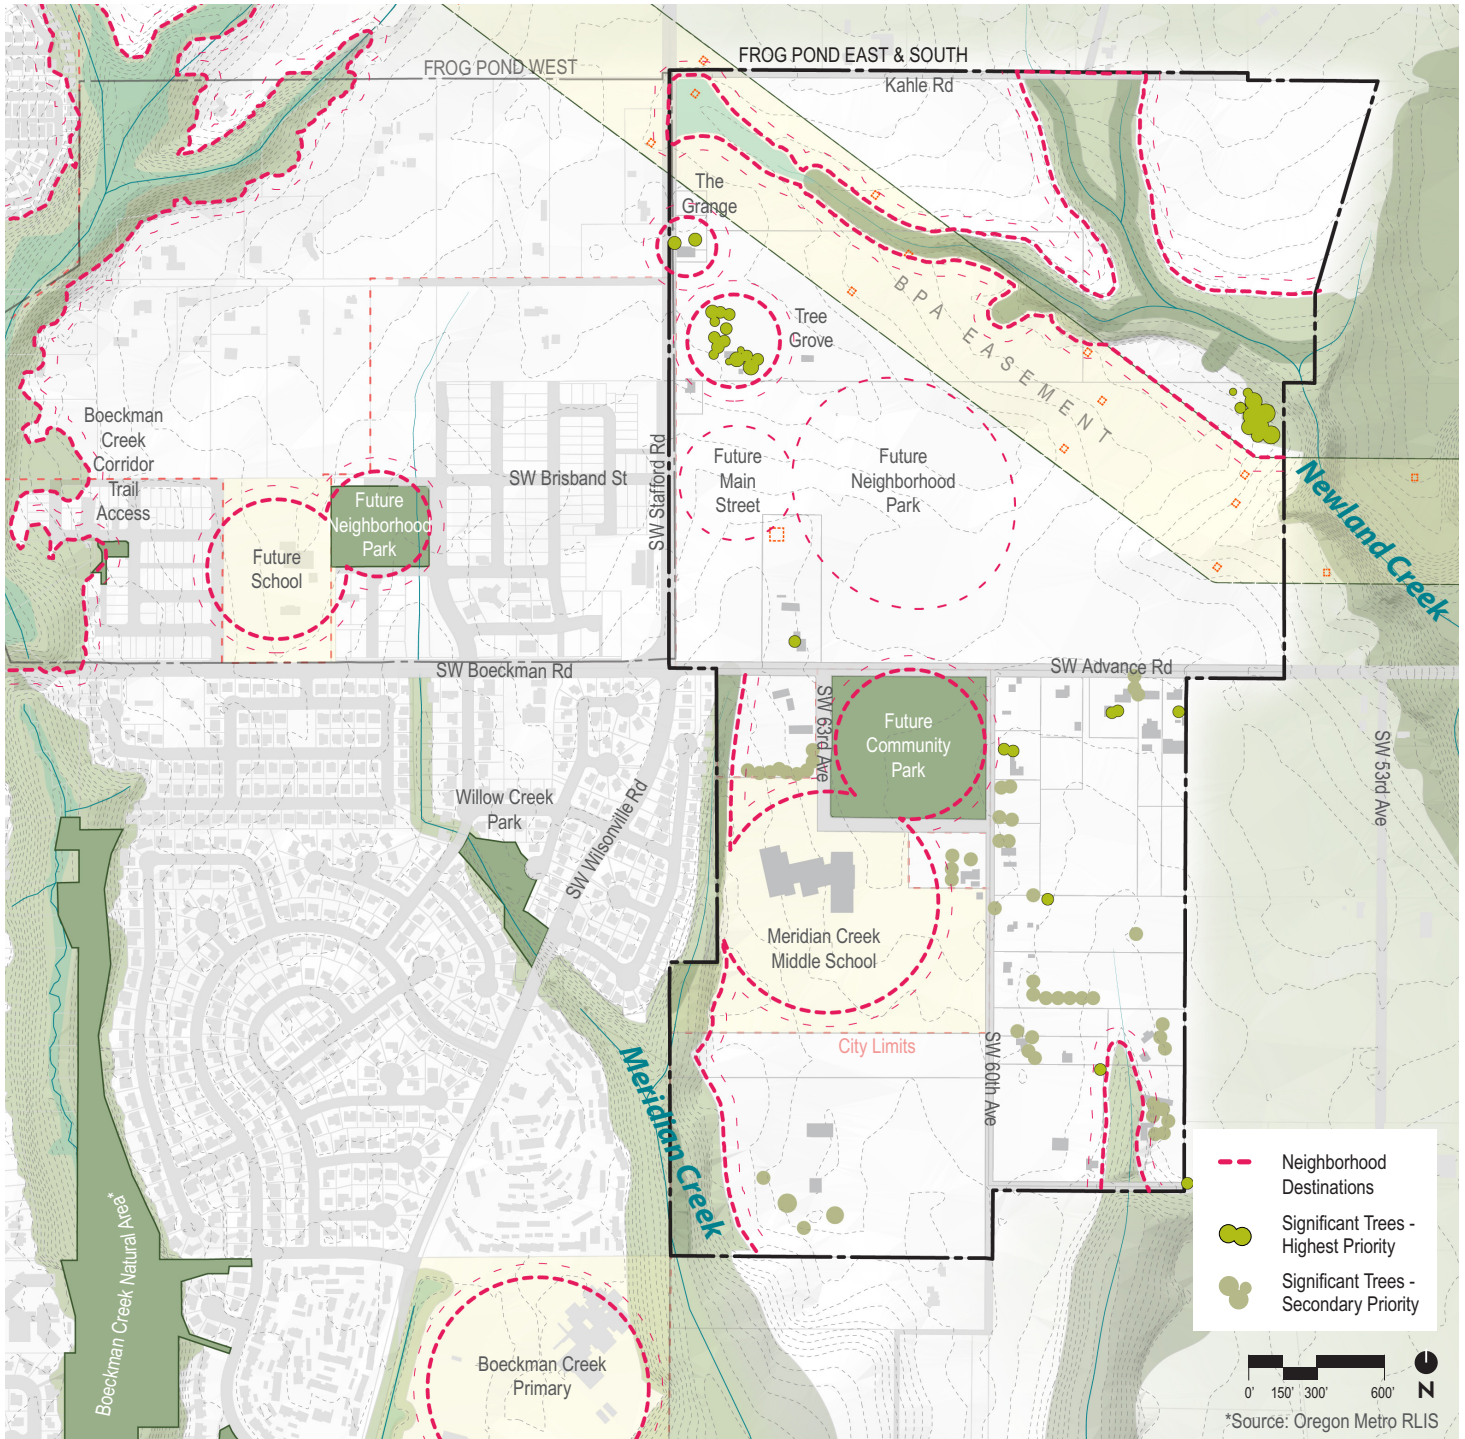 FROG POND WEST
FROG POND EAST & SOUTH
Kahle Rd
The
Grange
Tree
Grove
BPA EASEMENT
Boeckman
Creek
Corridor
Trail
Access
SW Brisband St
SW Stafford Rd
Future
Main
Street
Future
Neighborhood
Park
Future
Neighborhood
Park
Future
School
Newland Creek
SW Boeckman Rd
SW Advance Rd
SW 63rd Ave
Future
Community
Park
SW 53rd Ave
Willow Creek
Park
SW Wilsonville Rd
Meridian Creek
Middle School
City Limits
SW 60th Ave
Meridian Creek
Boeckman Creek Natural Area*
Boeckman Creek
Primary
Neighborhood
Destinations
Significant Trees -
Highest Priority
Significant Trees -
Secondary Priority
0' 150' 300' 600'
N
*Source: Oregon Metro RLIS